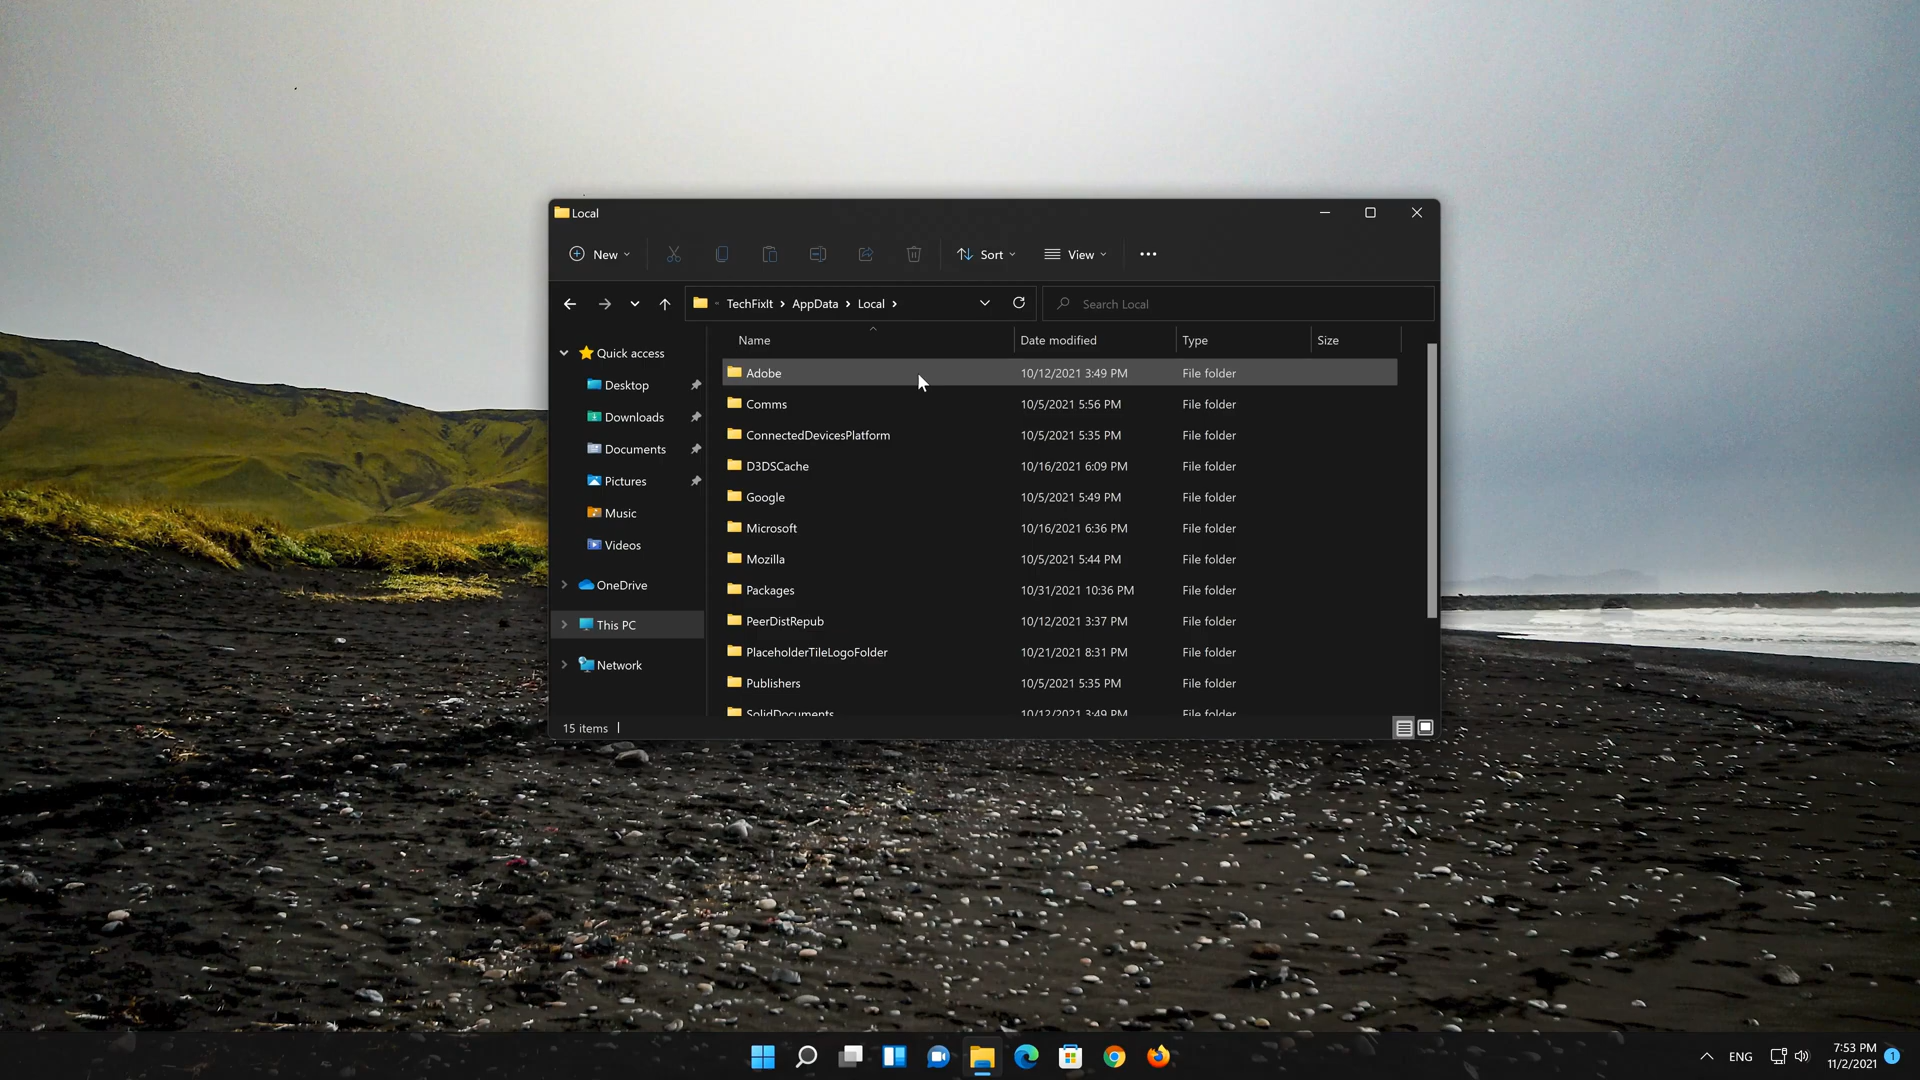 Local
New
Sort
View
TechFixIt > AppData > Local >
Search Local
Name Date modified Type Size
Quick access
Desktop
Downloads
Documents
Pictures
Music
Videos
OneDrive
This PC
Network
Adobe 10/12/2021 3:49 PM File folder
Comms 10/5/2021 5:56 PM File folder
ConnectedDevicesPlatform 10/5/2021 5:35 PM File folder
D3DSCache 10/16/2021 6:09 PM File folder
Google 10/5/2021 5:49 PM File folder
Microsoft 10/16/2021 6:36 PM File folder
Mozilla 10/5/2021 5:44 PM File folder
Packages 10/31/2021 10:36 PM File folder
PeerDistRepub 10/12/2021 3:37 PM File folder
PlaceholderTileLogoFolder 10/21/2021 8:31 PM File folder
Publishers 10/5/2021 5:35 PM File folder
SolidDocuments 10/12/2021 3:49 PM File folder
15 items
ENG
7:53 PM
11/2/2021
1